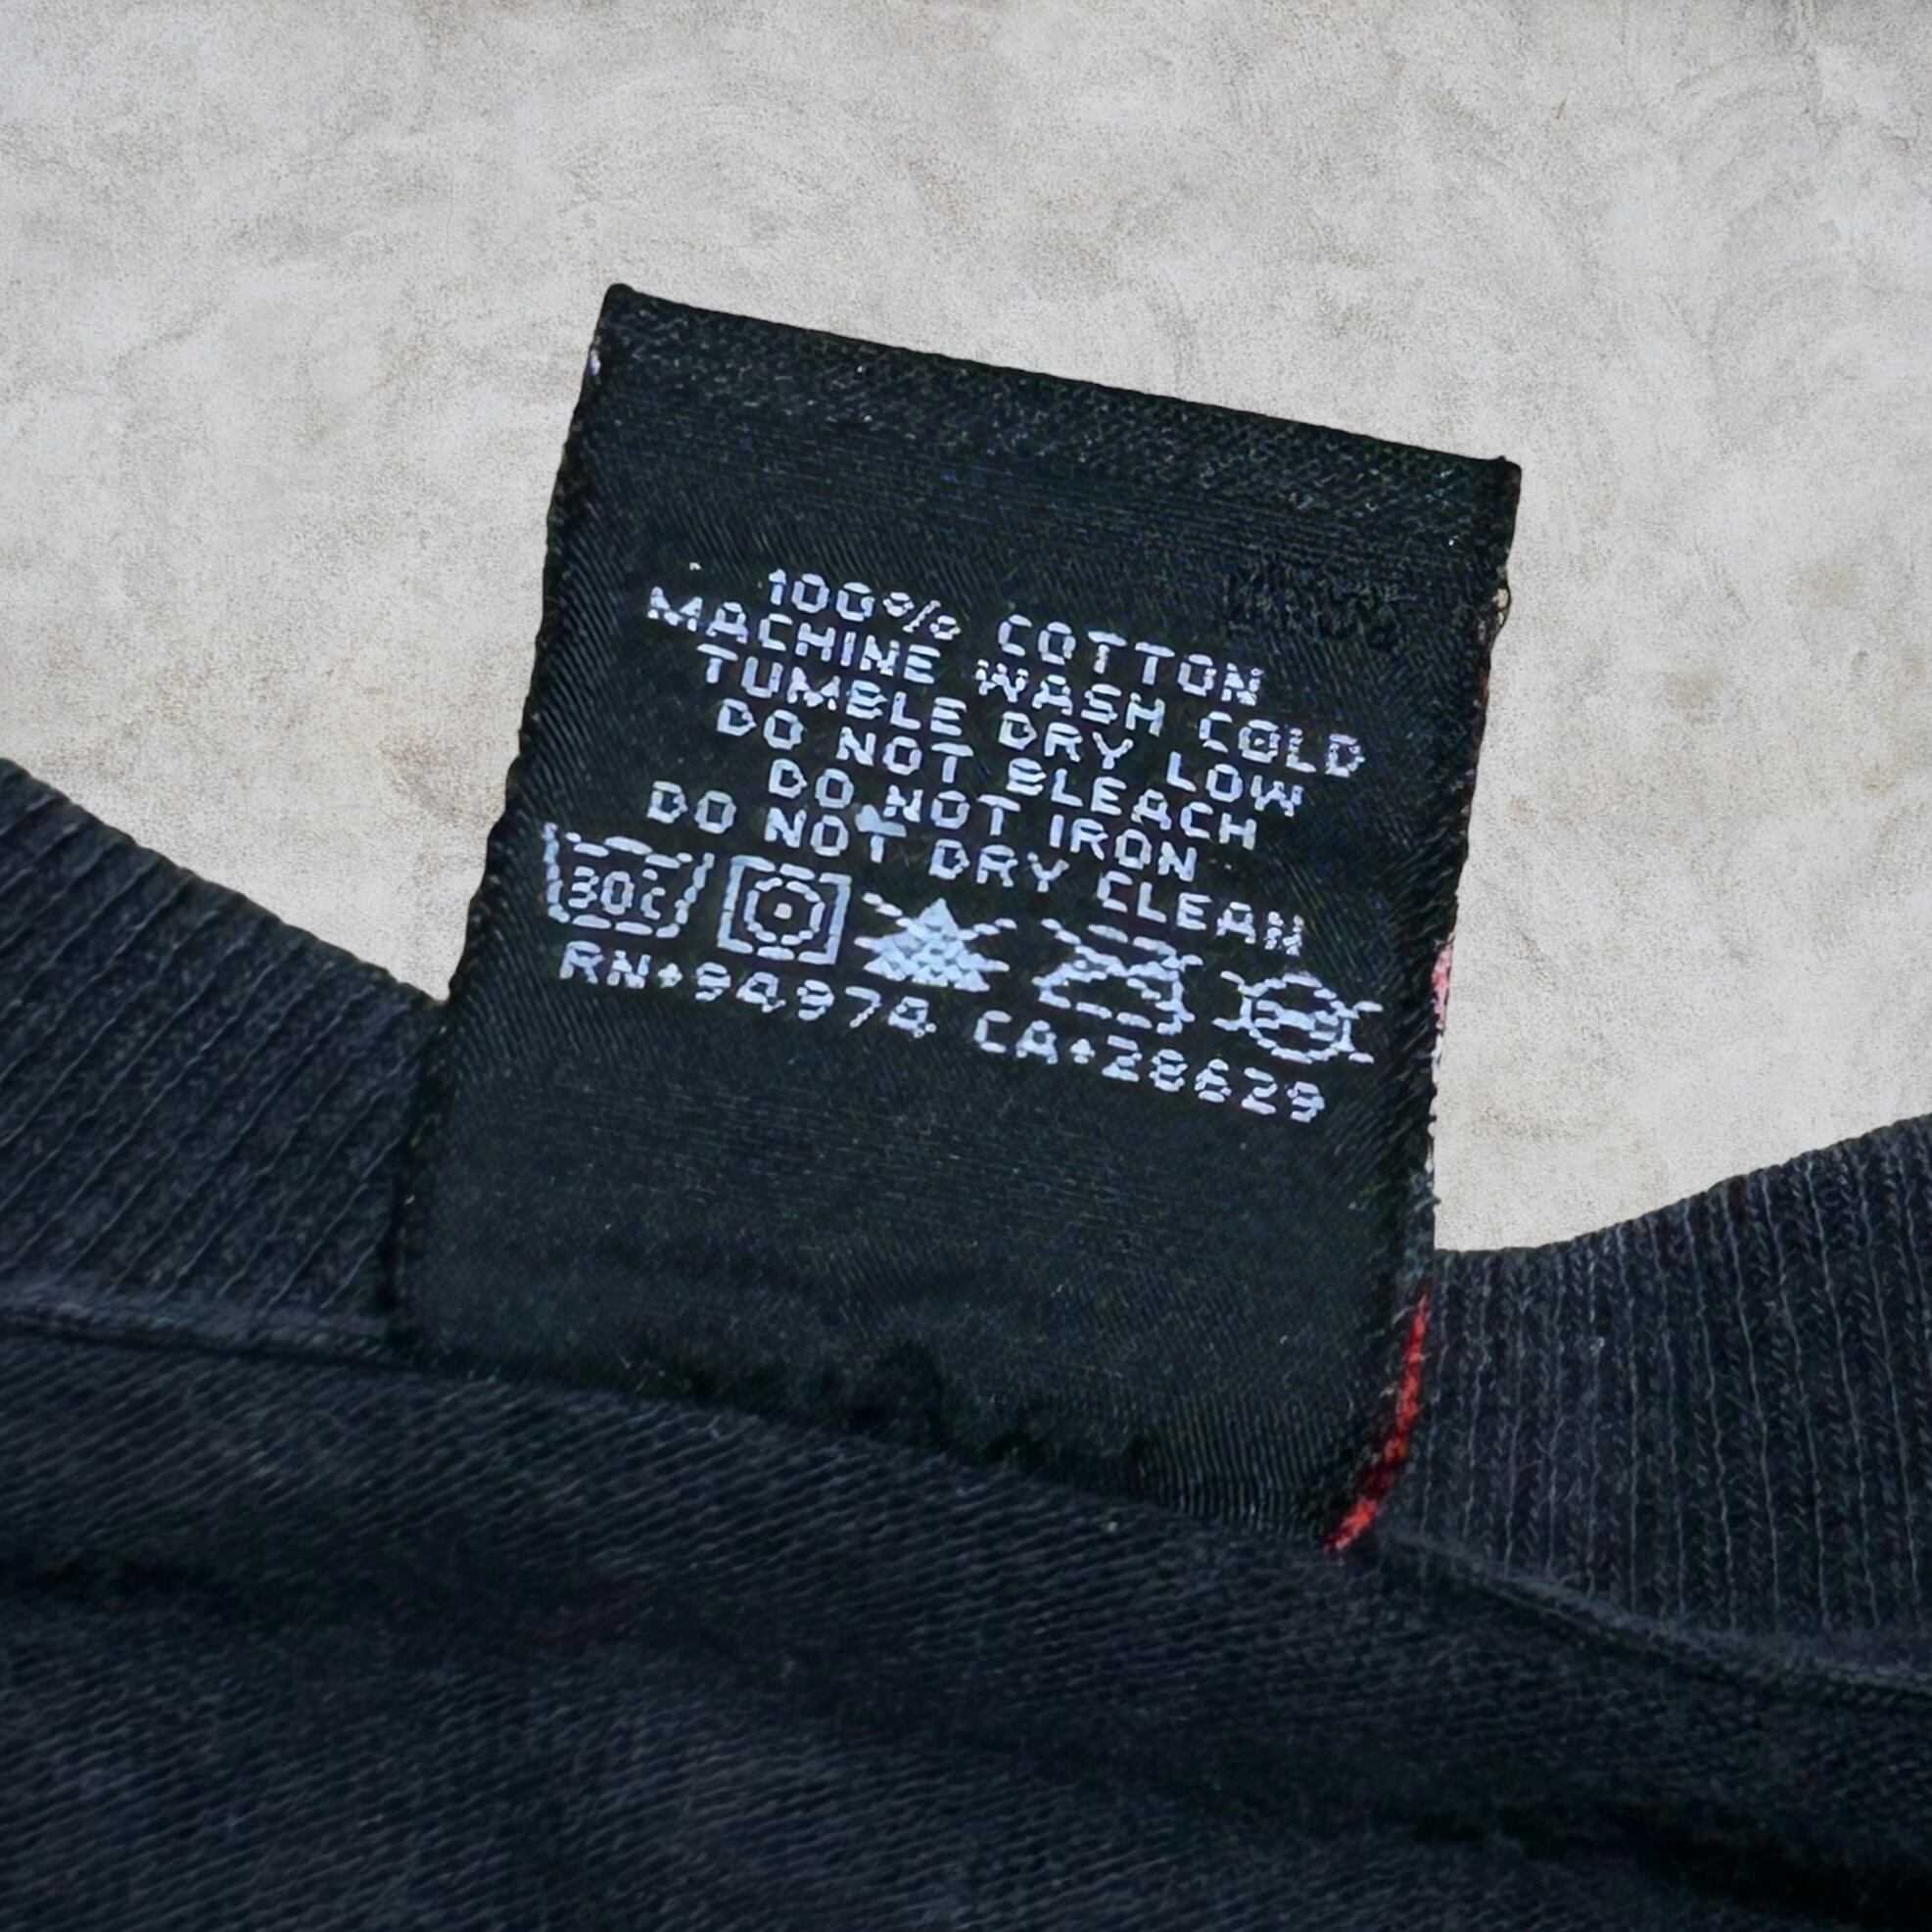 100% COTTON
MACHINE WASH COLD
TUMBLE DRY LOW
DO NOT BLEACH
DO NOT IRON
DO NOT DRY CLEAN
30c
RN+94974 CA+28629